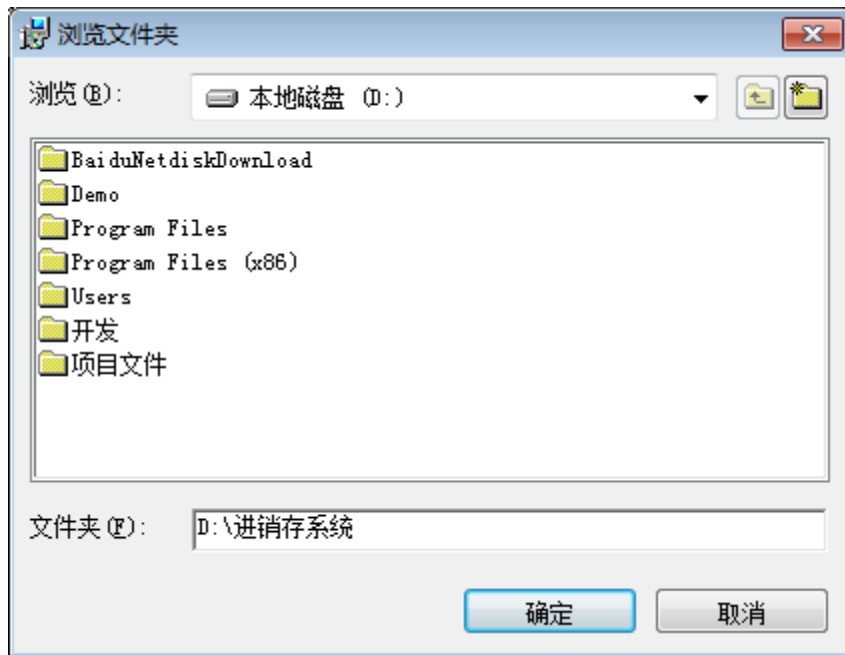 浏览文件夹
浏览(B): 本地磁盘 (D:)
BaiduNetdiskDownload
Demo
Program Files
Program Files (x86)
Users
开发
项目文件
文件夹(F): D:\进销存系统
确定 取消